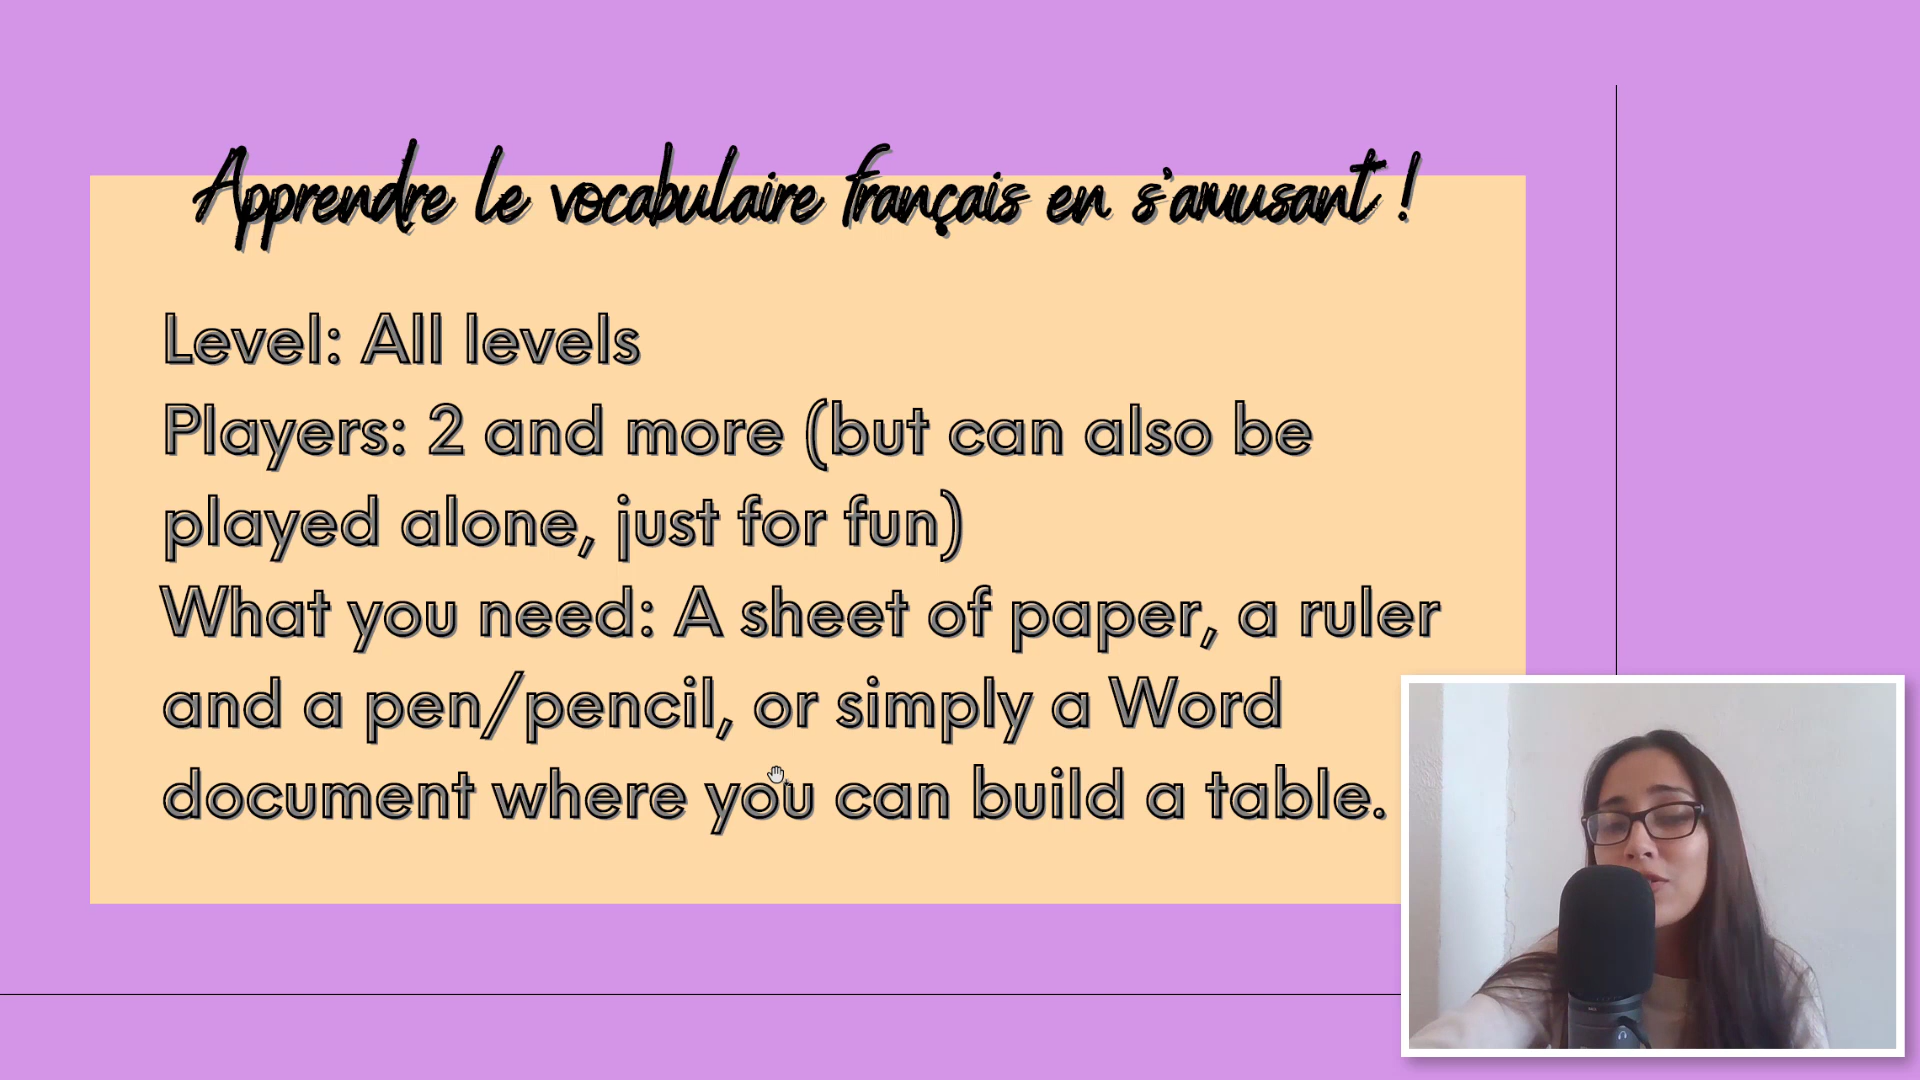 Apprendre le vocabulaire français en s'amusant !
Level: All levels
Players: 2 and more (but can also be
played alone, just for fun)
What you need: A sheet of paper, a ruler
and a pen/pencil, or simply a Word
document where you can build a table.